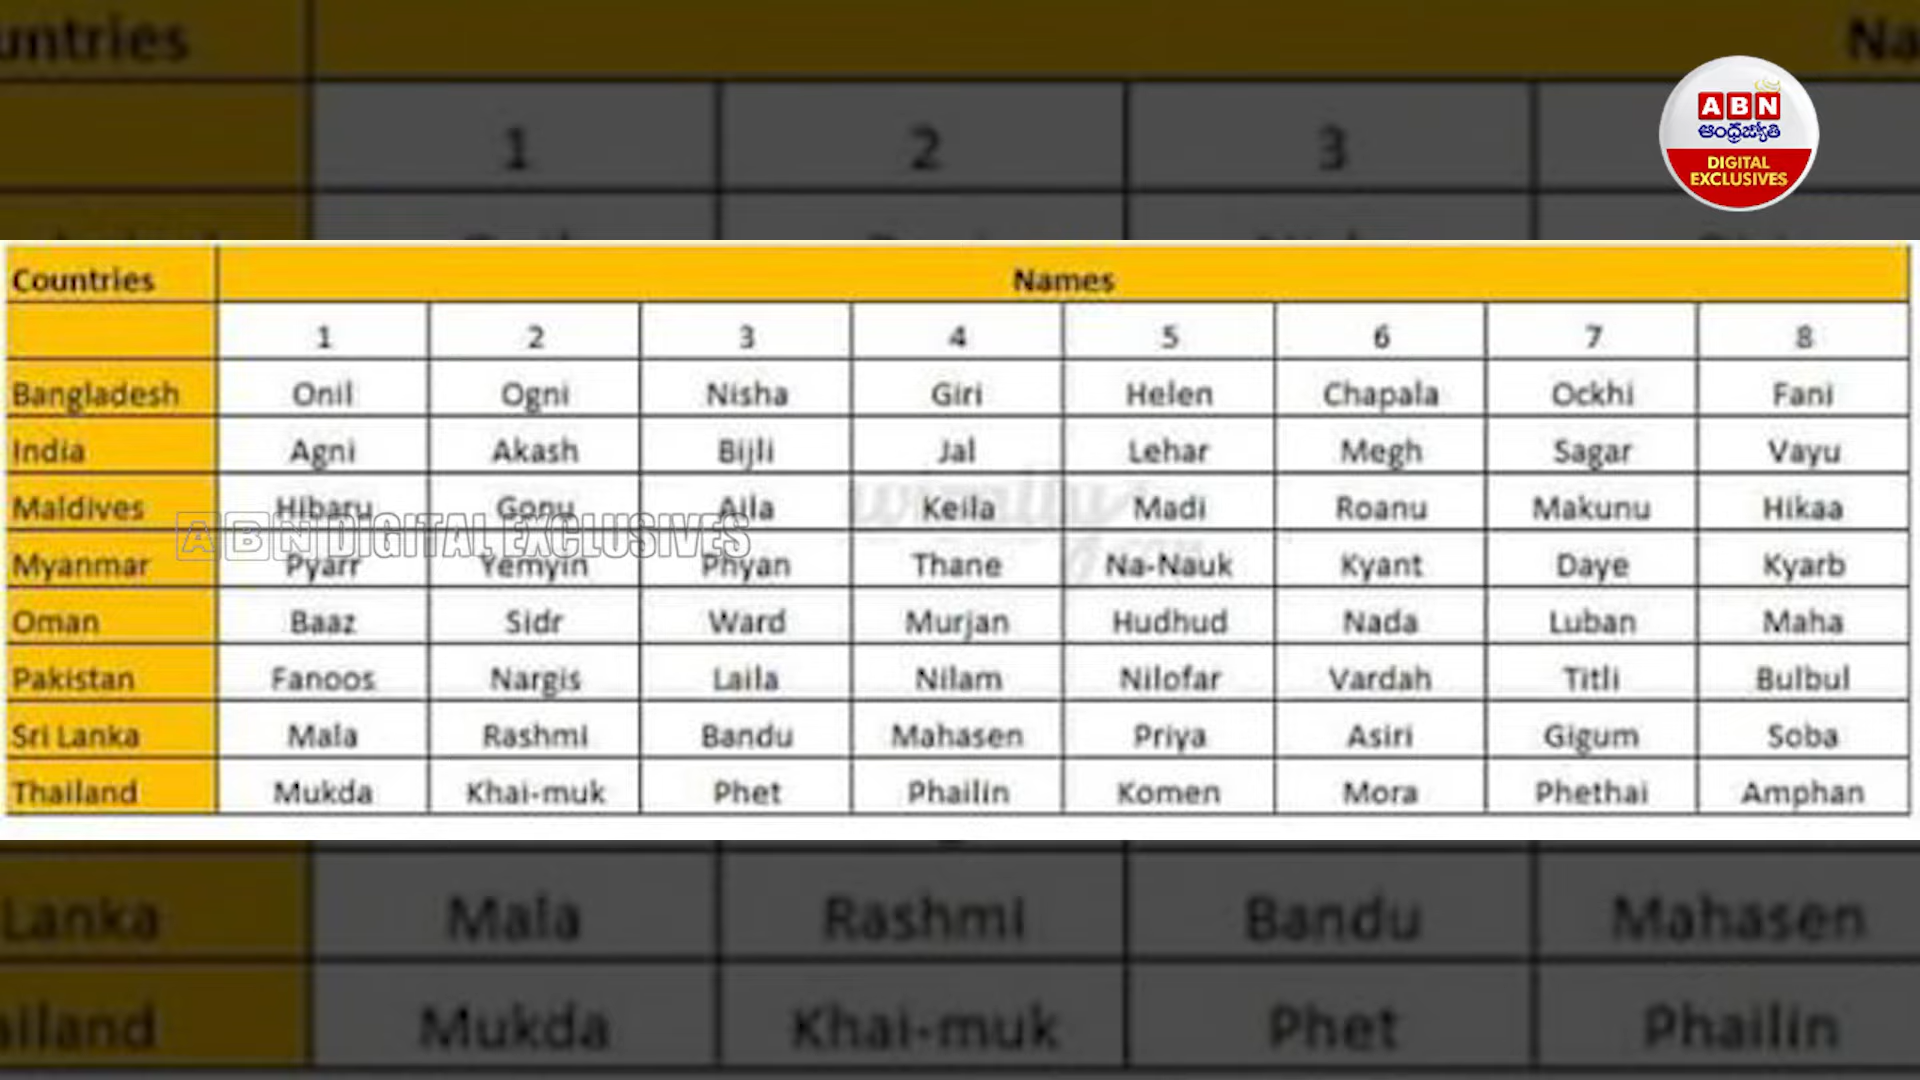 untries Na
1 2 3
ABN
ఆంధ్రజ్యోతి
DIGITAL
EXCLUSIVES
Countries Names
1 2 3 4 5 6 7 8
Bangladesh Onil Ogni Nisha Giri Helen Chapala Ockhi Fani
India Agni Akash Bijli Jal Lehar Megh Sagar Vayu
Maldives Hibaru Gonu Aila Keila Madi Roanu Makunu Hikaa
ABN DIGITAL EXCLUSIVES
Myanmar Pyarr Yemyin Phyan Thane Na-Nauk Kyant Daye Kyarb
Oman Baaz Sidr Ward Murjan Hudhud Nada Luban Maha
Pakistan Fanoos Nargis Laila Nilam Nilofar Vardah Titli Bulbul
Sri Lanka Mala Rashmi Bandu Mahasen Priya Asiri Gigum Soba
Thailand Mukda Khai-muk Phet Phailin Komen Mora Phethai Amphan
Lanka Mala Rashmi Bandu Mahasen
ailand Mukda Khai-muk Phet Phailin